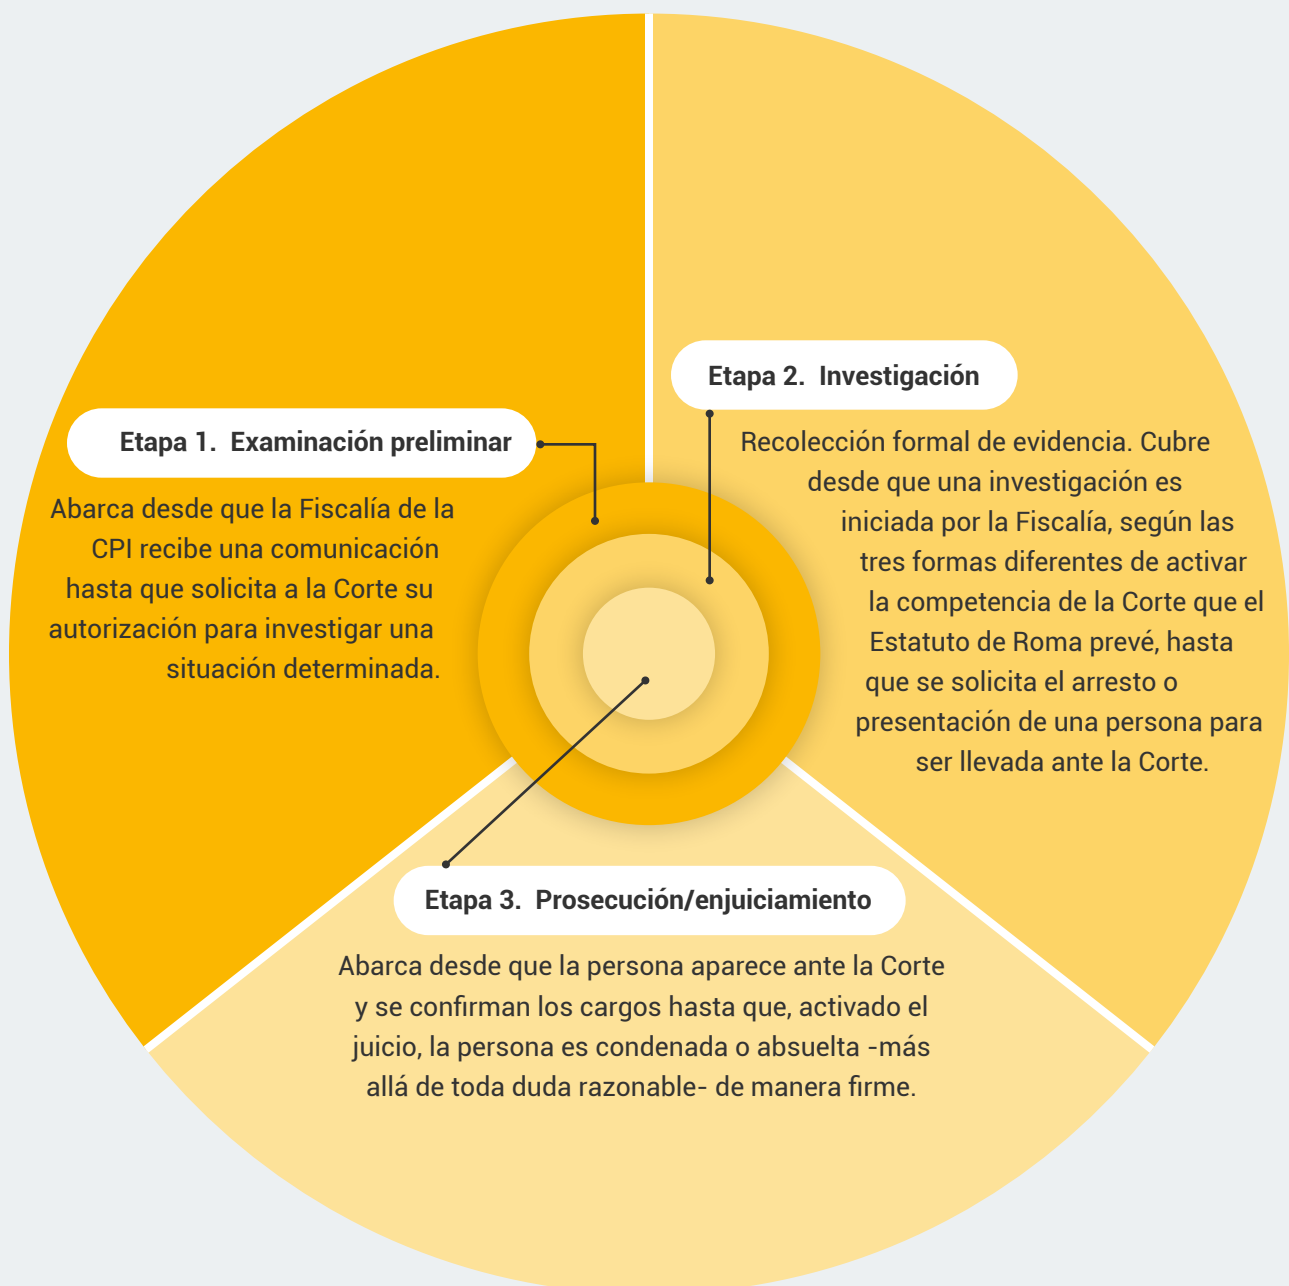 Etapa 1. Examinación preliminar
Abarca desde que la Fiscalía de la
CPI recibe una comunicación
hasta que solicita a la Corte su
autorización para investigar una
situación determinada.
Etapa 2. Investigación
Recolección formal de evidencia. Cubre
desde que una investigación es
iniciada por la Fiscalía, según las
tres formas diferentes de activar
la competencia de la Corte que el
Estatuto de Roma prevé, hasta
que se solicita el arresto o
presentación de una persona para
ser llevada ante la Corte.
Etapa 3. Prosecución/enjuiciamiento
Abarca desde que la persona aparece ante la Corte
y se confirman los cargos hasta que, activado el
juicio, la persona es condenada o absuelta -más
allá de toda duda razonable- de manera firme.